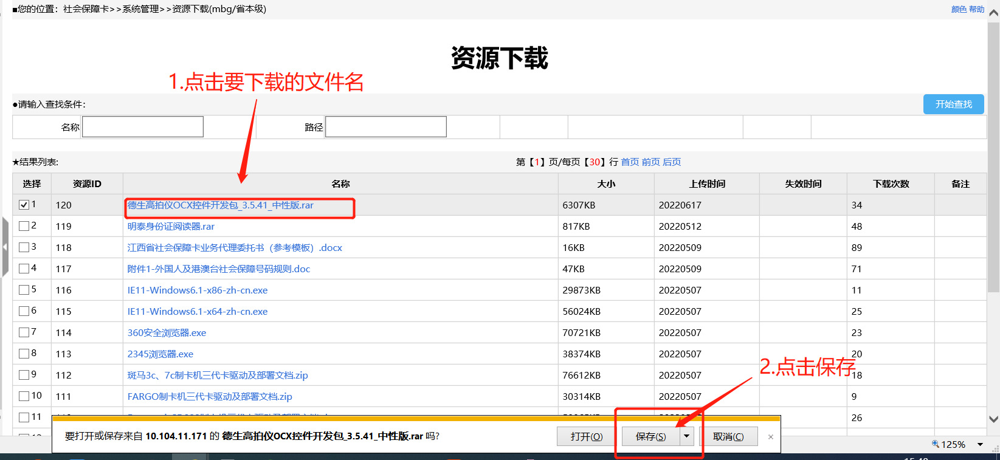 ■您的位置：社会保障卡>>系统管理>>资源下载(mbg/省本级)
颜色 帮助
资源下载
1.点击要下载的文件名
●请输入查找条件：
开始查找
名称
路径
★结果列表:
第【1】页/每页【30】行 首页 前页 后页
选择 资源ID 名称 大小 上传时间 失效时间 下载次数 备注
1 120 德生高拍仪OCX控件开发包_3.5.41_中性版.rar 6307KB 20220617 34
2 119 明泰身份证阅读器.rar 817KB 20220512 48
3 118 江西省社会保障卡业务代理委托书（参考模板）.docx 16KB 20220509 89
4 117 附件1-外国人及港澳台社会保障号码规则.doc 47KB 20220509 71
5 116 IE11-Windows6.1-x86-zh-cn.exe 29873KB 20220507 11
6 115 IE11-Windows6.1-x64-zh-cn.exe 56024KB 20220507 25
7 114 360安全浏览器.exe 70721KB 20220507 23
8 113 2345浏览器.exe 38374KB 20220507 20
2.点击保存
9 112 斑马3c、7c制卡机三代卡驱动及部署文档.zip 76612KB 20220507 18
10 111 FARGO制卡机三代卡驱动及部署文档.zip 30314KB 20220507 9
11 26
要打开或保存来自 10.104.11.171 的 德生高拍仪OCX控件开发包_3.5.41_中性版.rar 吗?
打开(O) 保存(S) 取消(C) ×
125%